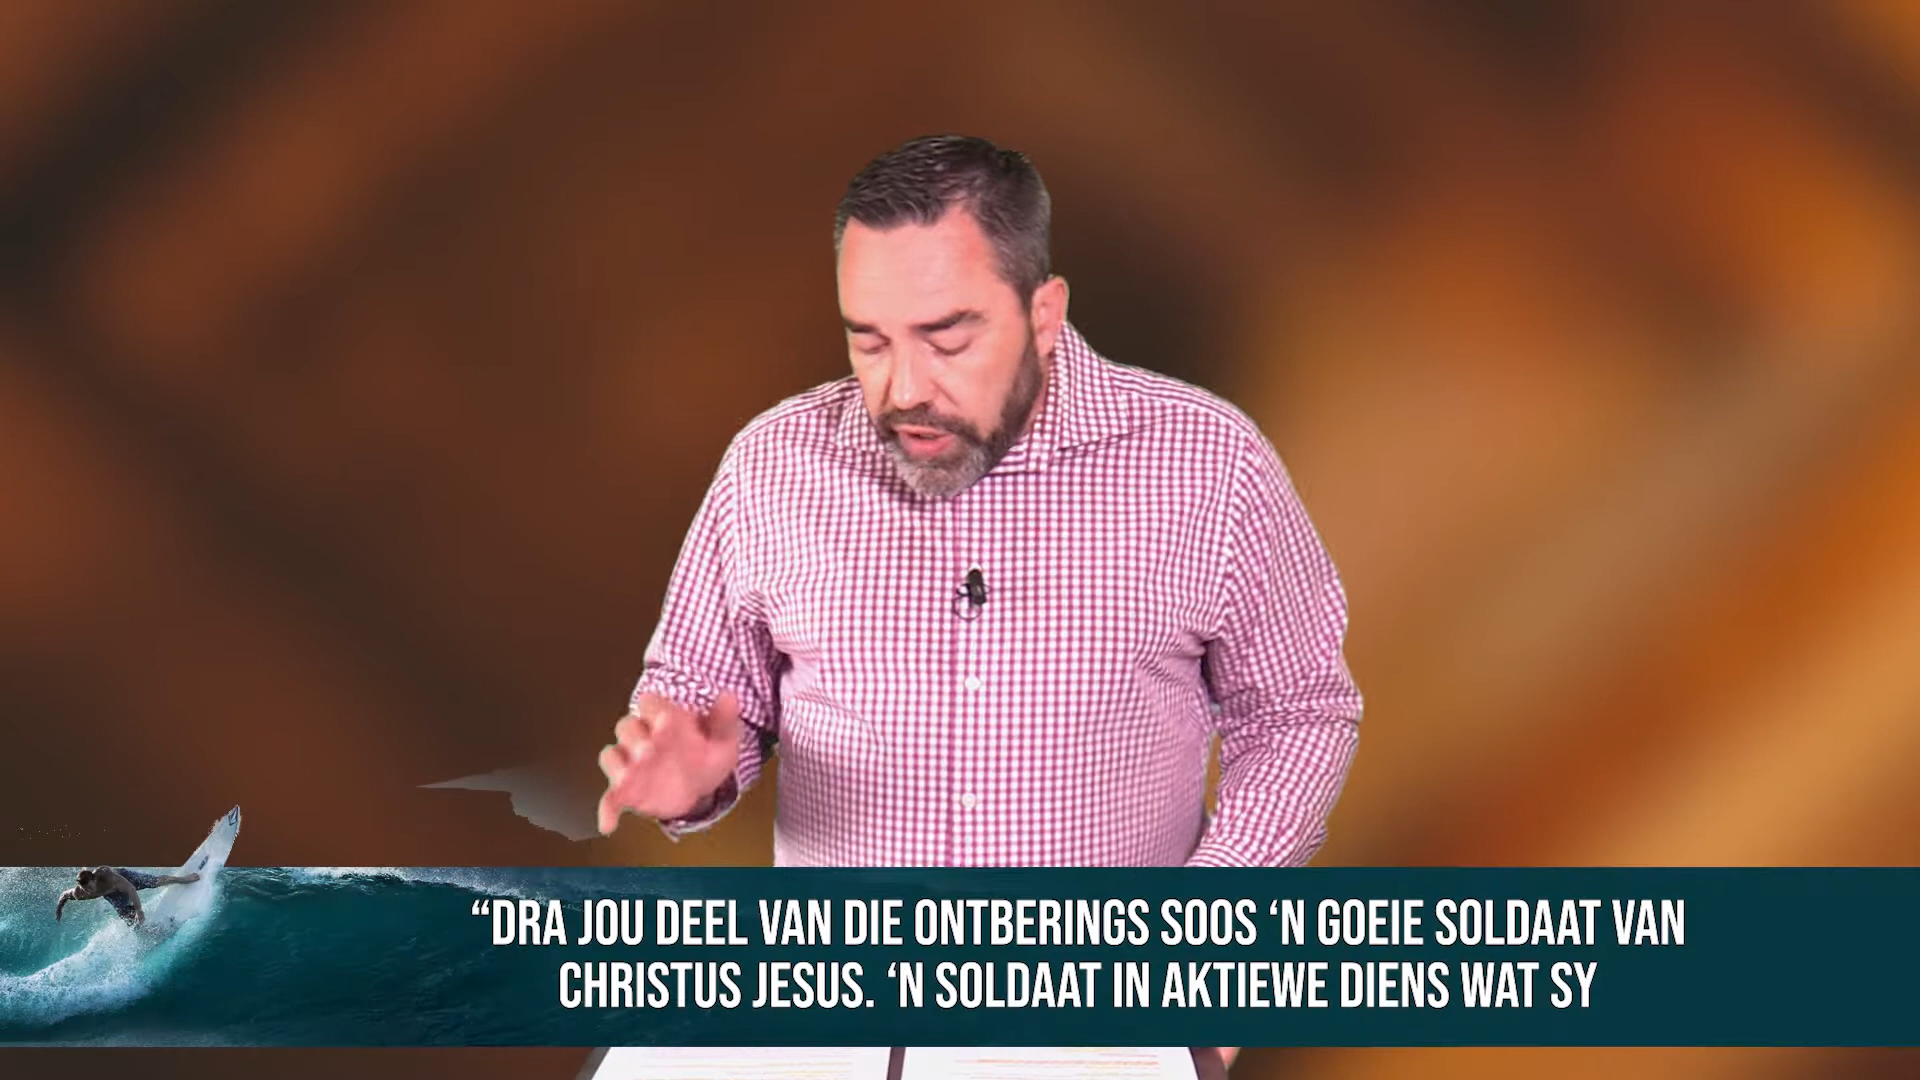 “DRA JOU DEEL VAN DIE ONTBERINGS SOOS ‘N GOEIE SOLDAAT VAN
CHRISTUS JESUS. ‘N SOLDAAT IN AKTIEWE DIENS WAT SY